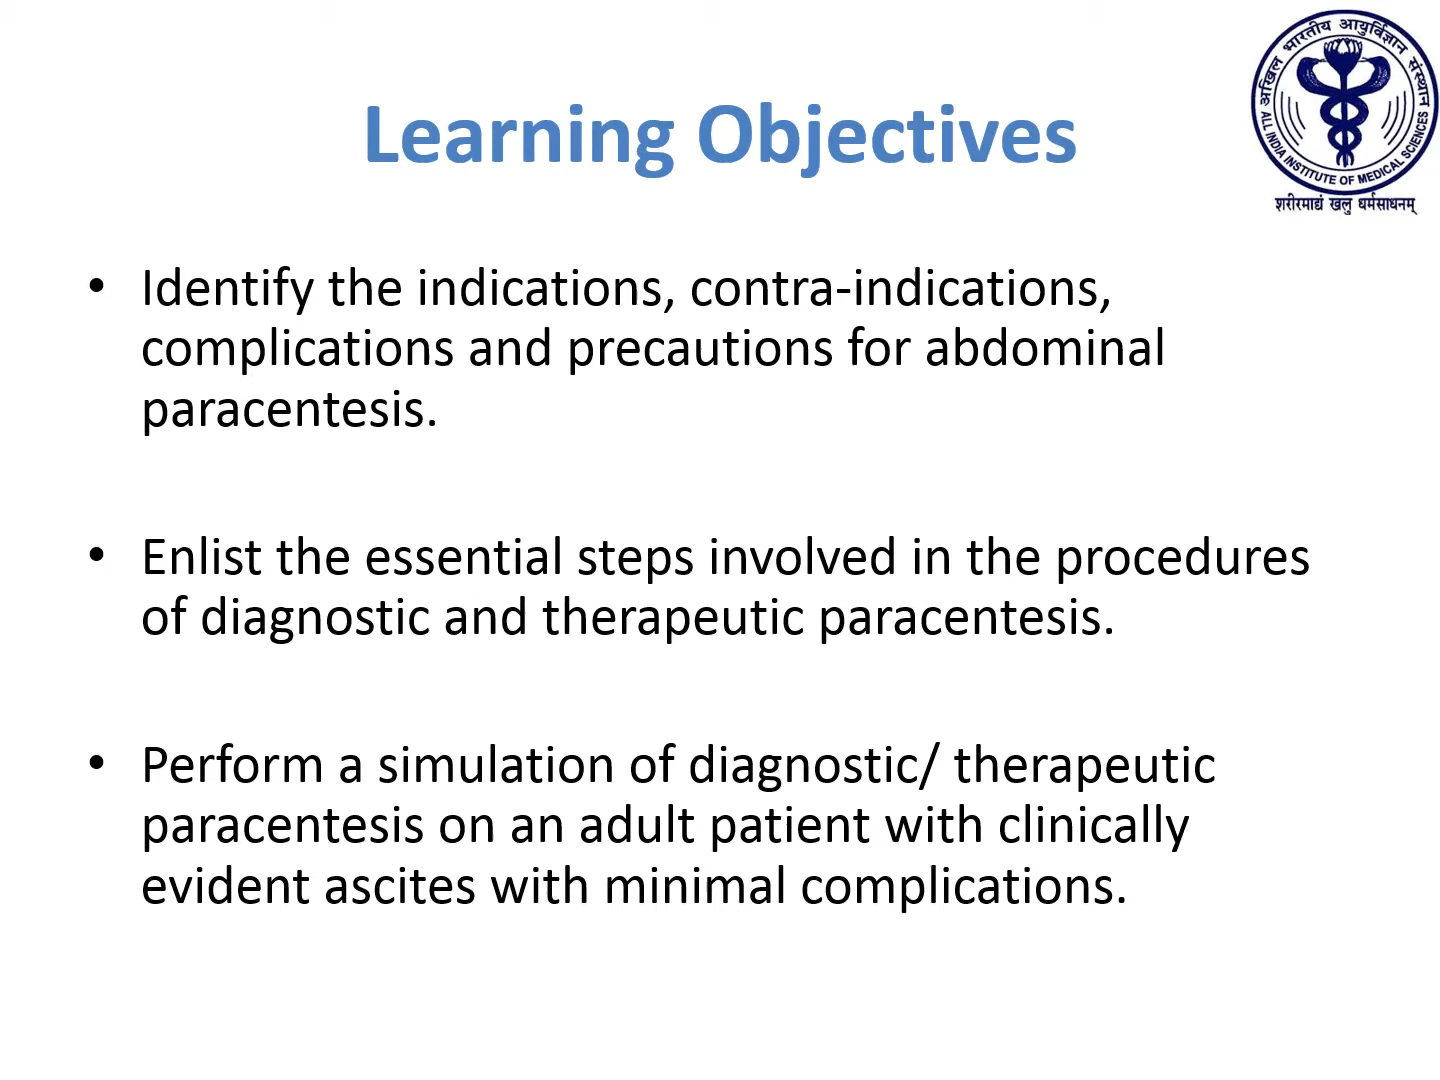 अखिल भारतीय आयुर्विज्ञान संस्थान
ALL INDIA INSTITUTE OF MEDICAL SCIENCES
शरीरमाद्यं खलु धर्मसाधनम्
Learning Objectives
• Identify the indications, contra-indications,
complications and precautions for abdominal
paracentesis.
• Enlist the essential steps involved in the procedures
of diagnostic and therapeutic paracentesis.
• Perform a simulation of diagnostic/ therapeutic
paracentesis on an adult patient with clinically
evident ascites with minimal complications.